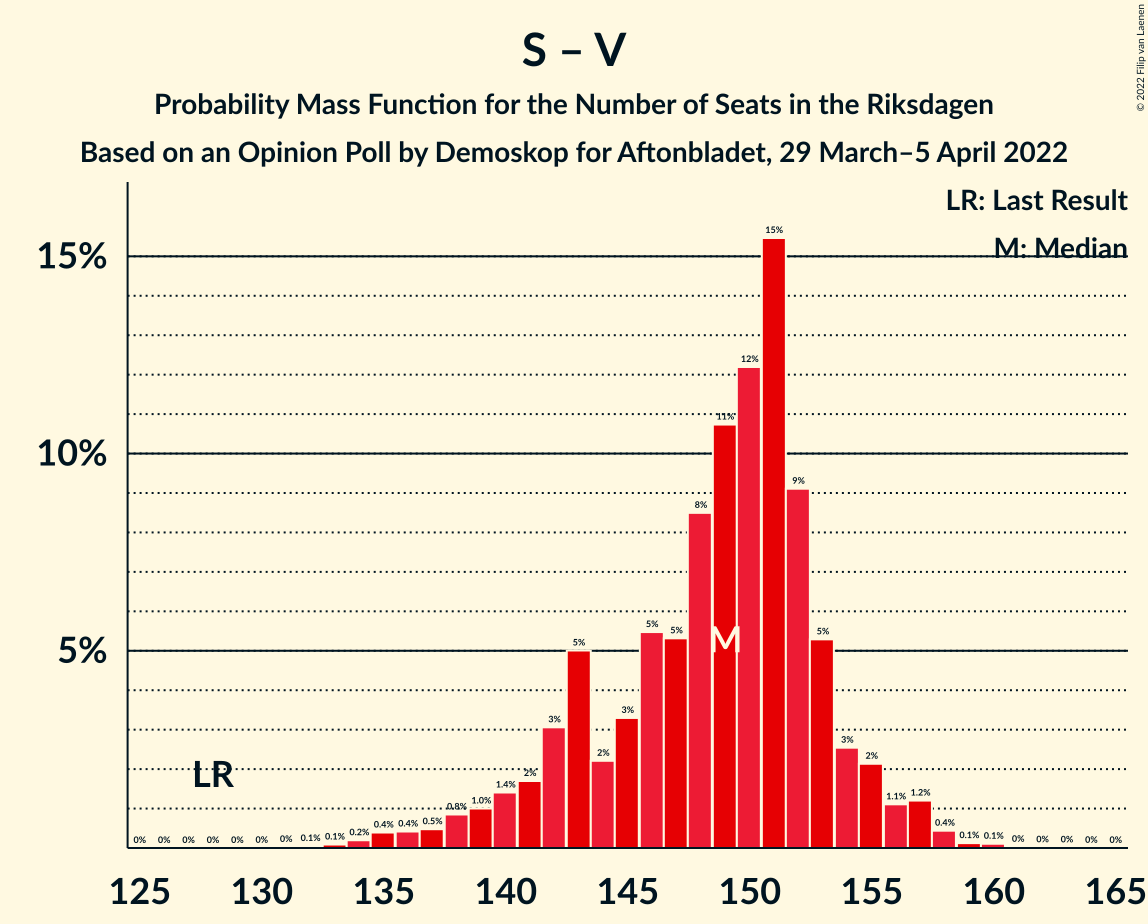 S – V
Probability Mass Function for the Number of Seats in the Riksdagen
Based on an Opinion Poll by Demoskop for Aftonbladet, 29 March–5 April 2022
© 2022 Filip van Laenen
LR: Last Result
M: Median
15%
10%
5%
0% 0% 0% 0% 0% 0% 0% 0.1% 0.1% 0.2% 0.4% 0.4% 0.5% 0.8% 1.0% 1.4% 2% 3% 5% 2% 3% 5% 5% 8% 11% 12% 15% 9% 5% 3% 2% 1.1% 1.2% 0.4% 0.1% 0.1% 0% 0% 0% 0% 0%
LR
M
125 130 135 140 145 150 155 160 165